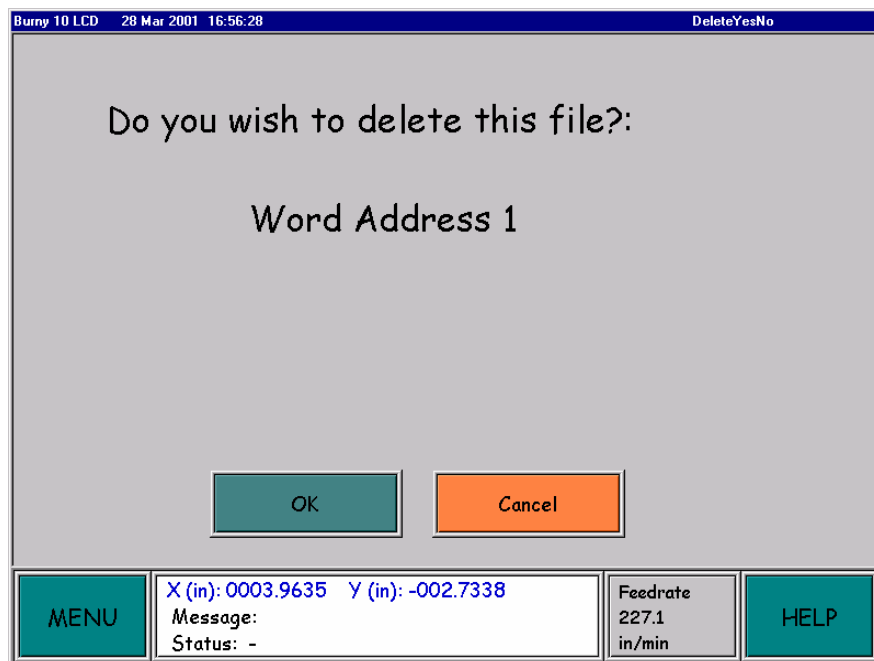 Burny 10 LCD 28 Mar 2001 16:56:28 DeleteYesNo
Do you wish to delete this file?:
Word Address 1
OK Cancel
MENU
X (in): 0003.9635 Y (in): -002.7338
Message:
Status: -
Feedrate
227.1
in/min
HELP